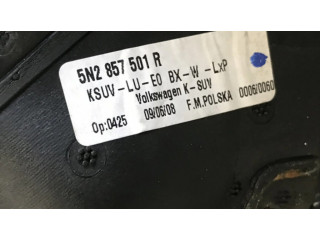 5N2 857 501 R
KSUV-LU-E0 BX-W -LxP
Volkswagen K-SUV
Op:0425 09/06/08 F.M.POLSKA 0006/0060